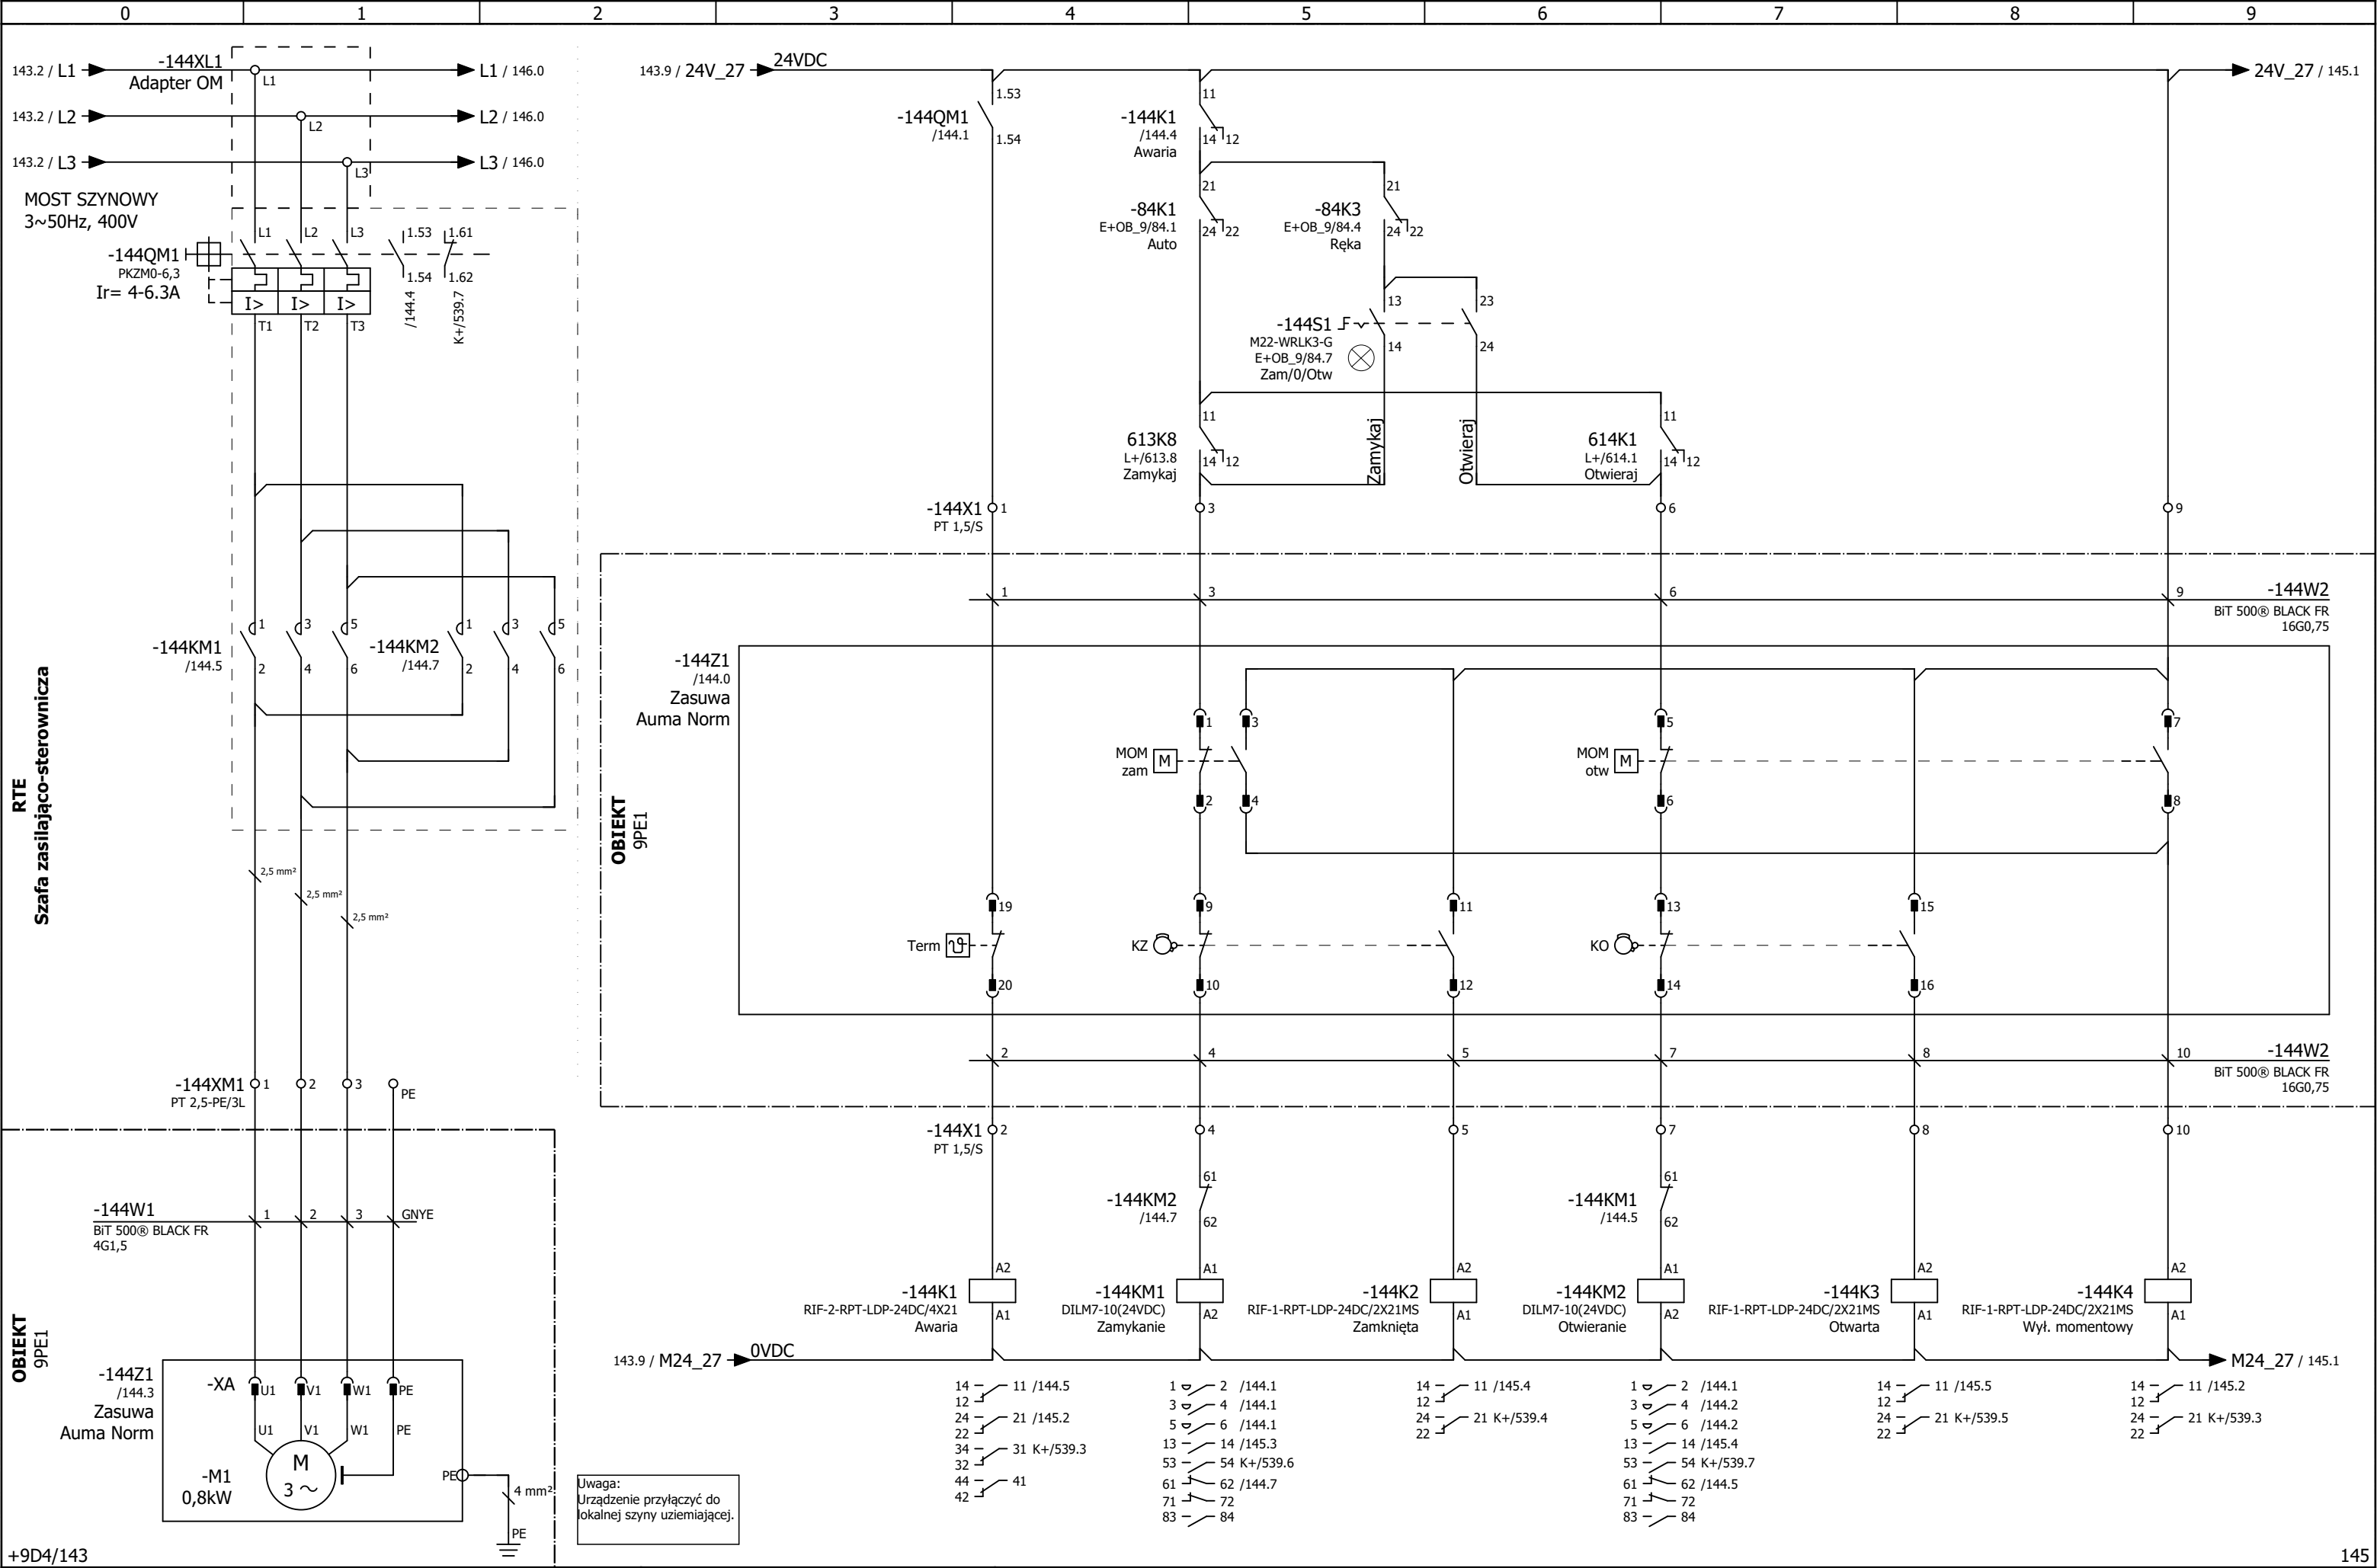 0 1 2 3 4 5 6 7 8 9
143.2 / L1
-144XL1
Adapter OM
L1
L1 / 146.0
143.2 / L2
L2
L2 / 146.0
143.2 / L3
L3
L3 / 146.0
MOST SZYNOWY
3~50Hz, 400V
-144QM1
PKZM0-6,3
Ir= 4-6.3A
L1 L2 L3 1.53 1.61
1.54 1.62
I> I> I>
T1 T2 T3
/144.4
K+/539.7
-144KM1
/144.5
1 3 5
2 4 6
-144KM2
/144.7
1 3 5
2 4 6
RTE
Szafa zasilająco-sterownicza
2,5 mm²
2,5 mm²
2,5 mm²
-144XM1
PT 2,5-PE/3L
1 2 3 PE
-144W1
BiT 500® BLACK FR
4G1,5
1 2 3 GNYE
OBIEKT
9PE1
-144Z1
/144.3
Zasuwa
Auma Norm
-XA
U1 V1 W1 PE
U1 V1 W1 PE
M
3 ~
-M1
0,8kW
PE
4 mm²
PE
Uwaga:
Urządzenie przyłączyć do
lokalnej szyny uziemiającej.
143.9 / 24V_27
24VDC
24V_27 / 145.1
-144QM1
/144.1
1.53
1.54
-144K1
/144.4
Awaria
11
14 12
-84K1
E+OB_9/84.1
Auto
21
24 22
-84K3
E+OB_9/84.4
Ręka
21
24 22
-144S1
M22-WRLK3-G
E+OB_9/84.7
Zam/0/Otw
13 23
14 24
613K8
L+/613.8
Zamykaj
11
14 12
Zamykaj
Otwieraj
614K1
L+/614.1
Otwieraj
11
14 12
-144X1
PT 1,5/S
1 3 6 9
OBIEKT
9PE1
1 3 6 9
-144W2
BiT 500® BLACK FR
16G0,75
-144Z1
/144.0
Zasuwa
Auma Norm
MOM
zam
M
1 3
2 4
MOM
otw
M
5 7
6 8
Term
19
20
KZ
9 11
10 12
KO
13 15
14 16
2 4 5 7 8 10
-144W2
BiT 500® BLACK FR
16G0,75
-144X1
PT 1,5/S
2 4 5 7 8 10
-144KM2
/144.7
61
62
-144KM1
/144.5
61
62
-144K1
RIF-2-RPT-LDP-24DC/4X21
Awaria
A2
A1
-144KM1
DILM7-10(24VDC)
Zamykanie
A1
A2
-144K2
RIF-1-RPT-LDP-24DC/2X21MS
Zamknięta
A2
A1
-144KM2
DILM7-10(24VDC)
Otwieranie
A1
A2
-144K3
RIF-1-RPT-LDP-24DC/2X21MS
Otwarta
A2
A1
-144K4
RIF-1-RPT-LDP-24DC/2X21MS
Wył. momentowy
A2
A1
143.9 / M24_27
0VDC
M24_27 / 145.1
14 11 /144.5
12
24 21 /145.2
22
34 31 K+/539.3
32
44 41
42
1 2 /144.1
3 4 /144.1
5 6 /144.1
13 14 /145.3
53 54 K+/539.6
61 62 /144.7
71 72
83 84
14 11 /145.4
12
24 21 K+/539.4
22
1 2 /144.1
3 4 /144.2
5 6 /144.2
13 14 /145.4
53 54 K+/539.7
61 62 /144.5
71 72
83 84
14 11 /145.5
12
24 21 K+/539.5
22
14 11 /145.2
12
24 21 K+/539.3
22
+9D4/143
145